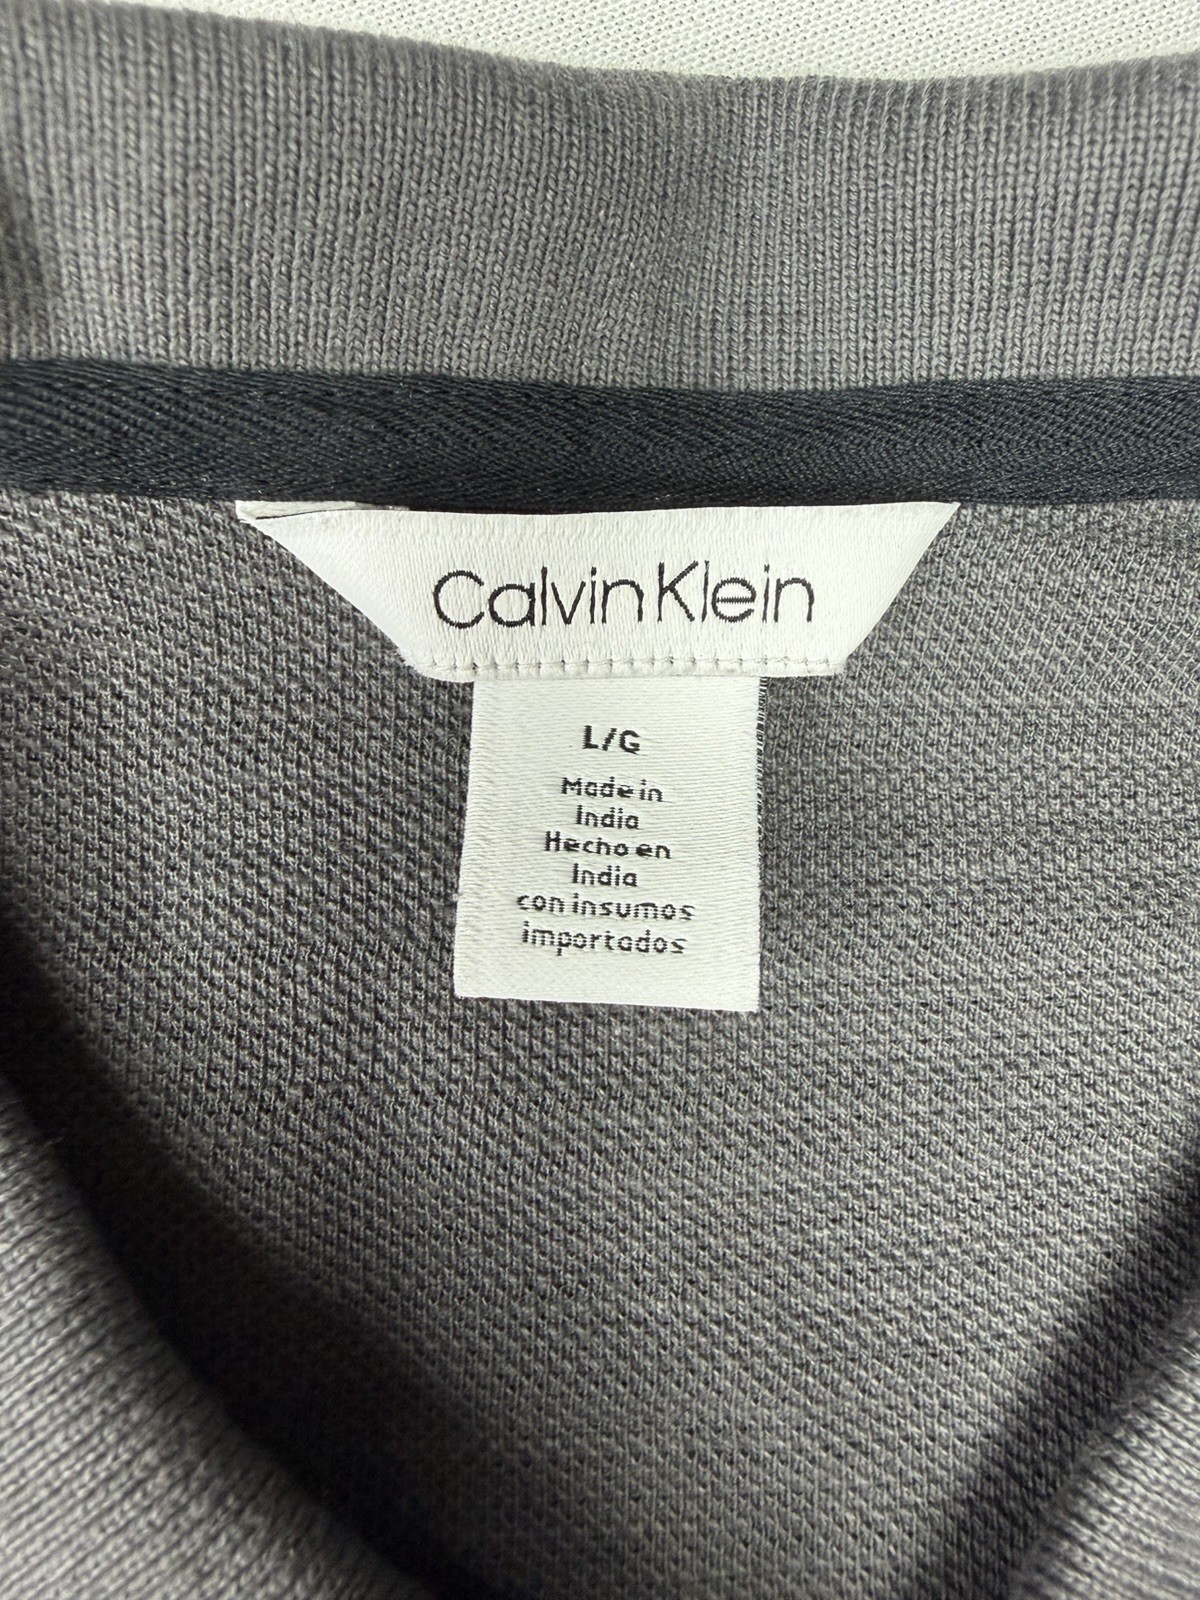 Calvin Klein
L/G
Made in
India
Hecho en
India
con insumos
importados